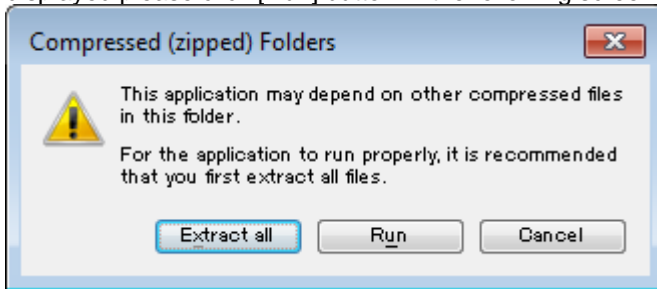 Compressed (zipped) Folders
This application may depend on other compressed files
in this folder.
For the application to run properly, it is recommended
that you first extract all files.
Extract all
Run
Cancel